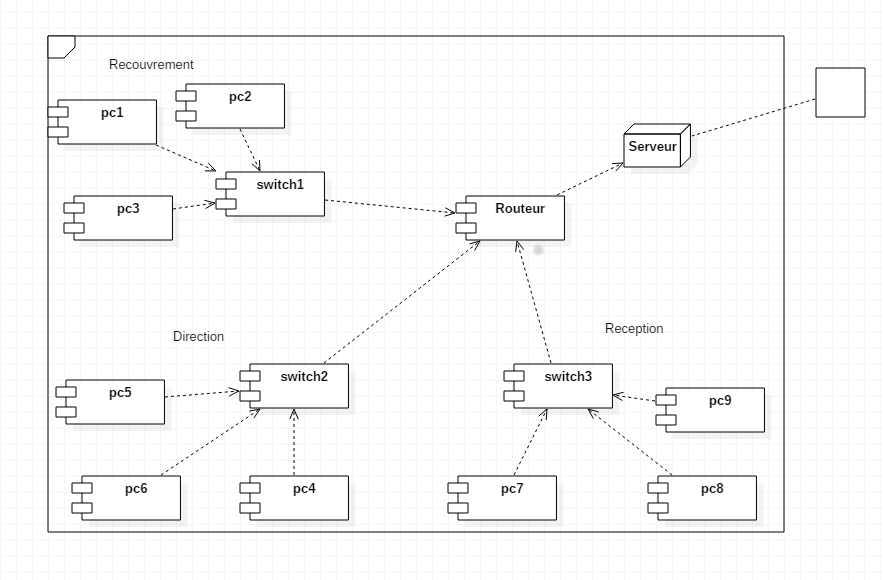 Recouvrement
pc2
pc1
Serveur
switch1
pc3
Routeur
Direction
Reception
switch2
switch3
pc5
pc9
pc6
pc4
pc7
pc8